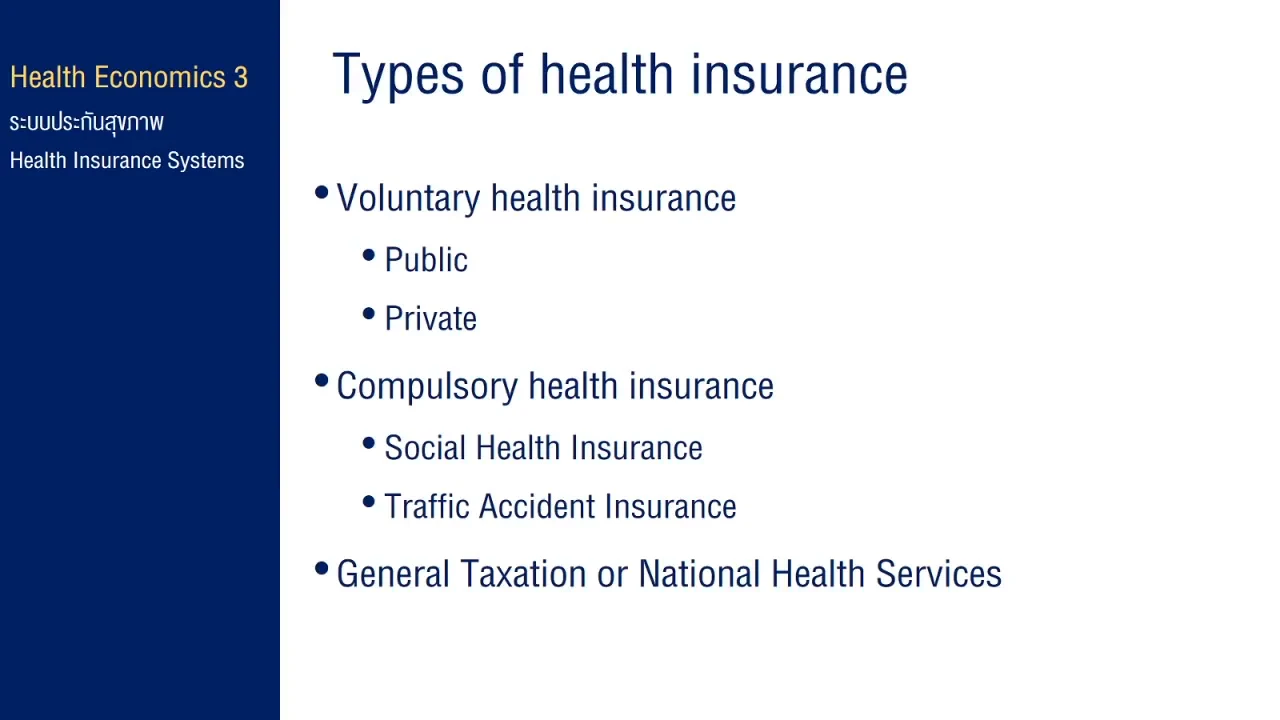 Health Economics 3
ระบบประกันสุขภาพ
Health Insurance Systems
Types of health insurance
• Voluntary health insurance
• Public
• Private
• Compulsory health insurance
• Social Health Insurance
• Traffic Accident Insurance
• General Taxation or National Health Services